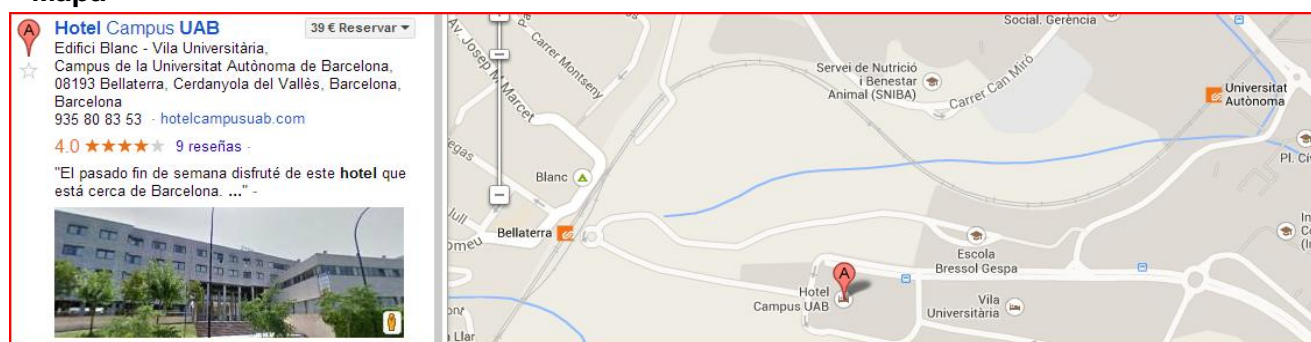 Mapa
A
Hotel Campus UAB
39 € Reservar
Edifici Blanc - Vila Universitària,
Campus de la Universitat Autònoma de Barcelona,
08193 Bellaterra, Cerdanyola del Vallès, Barcelona,
Barcelona
935 80 83 53 - hotelcampusuab.com
4.0 9 reseñas -
"El pasado fin de semana disfruté de este hotel que
está cerca de Barcelona. ..." -
Av. Josep M. Marcet
Carrer Montseny
Social. Gerència
Servei de Nutrició
i Benestar
Animal (SNIBA)
Carrer Can Miró
Universitat
Autònoma
Blanc
Bellaterra
Escola
Bressol Gespa
A
Hotel
Campus UAB
Vila
Universitària